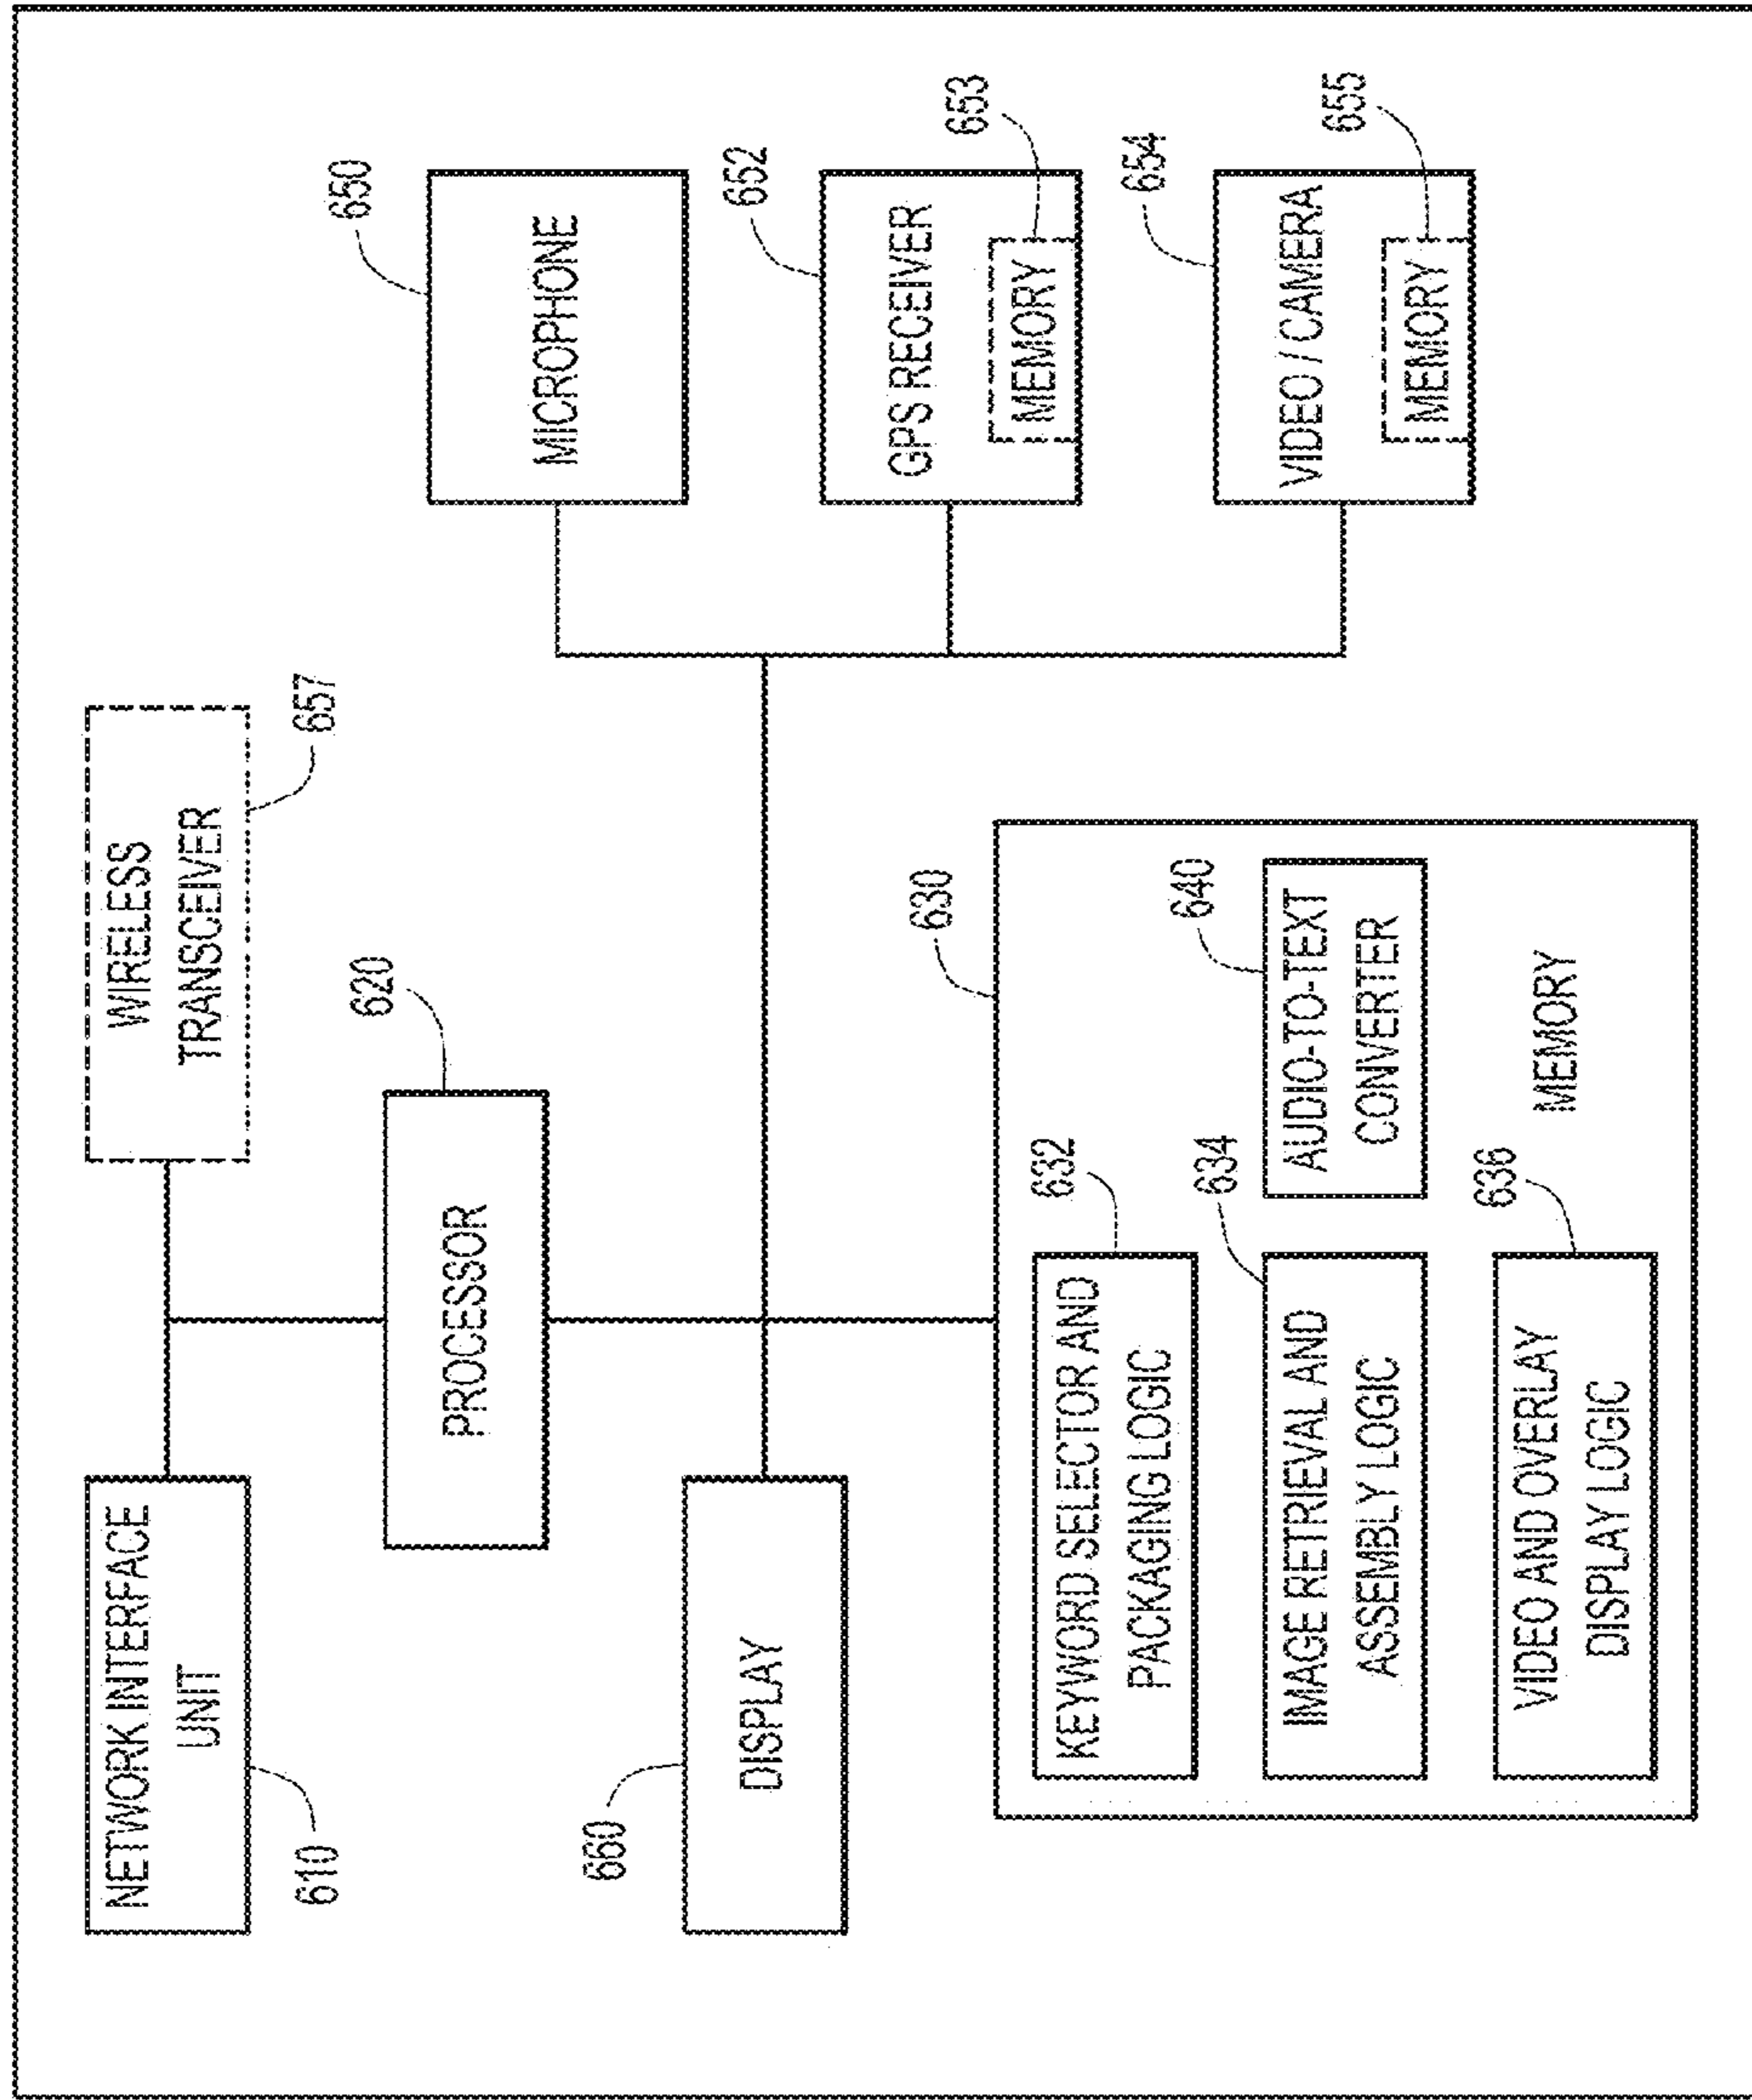 NETWORK INTERFACE
UNIT
610
WIRELESS
TRANSCEIVER
657
PROCESSOR
620
DISPLAY
660
MICROPHONE
650
GPS RECEIVER
652
MEMORY
653
VIDEO / CAMERA
654
MEMORY
655
630
KEYWORD SELECTOR AND
PACKAGING LOGIC
632
IMAGE RETRIEVAL AND
ASSEMBLY LOGIC
634
AUDIO-TO-TEXT
CONVERTER
640
VIDEO AND OVERLAY
DISPLAY LOGIC
636
MEMORY